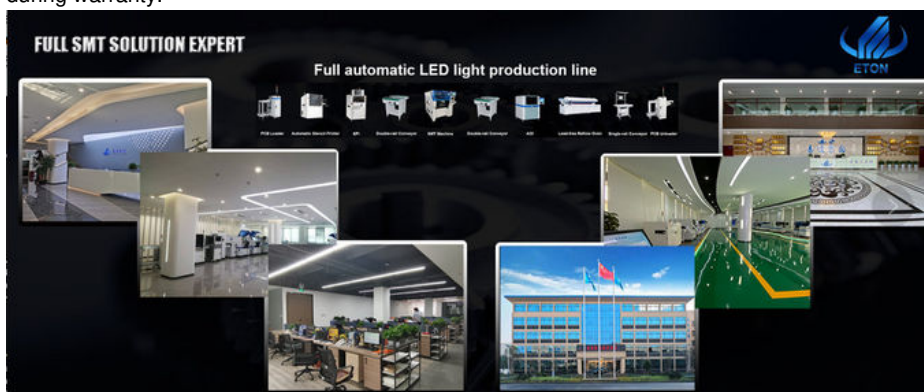 during warranty.
FULL SMT SOLUTION EXPERT
ETON
Full automatic LED light production line
PCB Loader Automatic Stencil Printer SPI Double-rail Conveyor SMT Machine Double-rail Conveyor AOI Lead-free Reflow Oven Single-rail Conveyor PCB Unloader